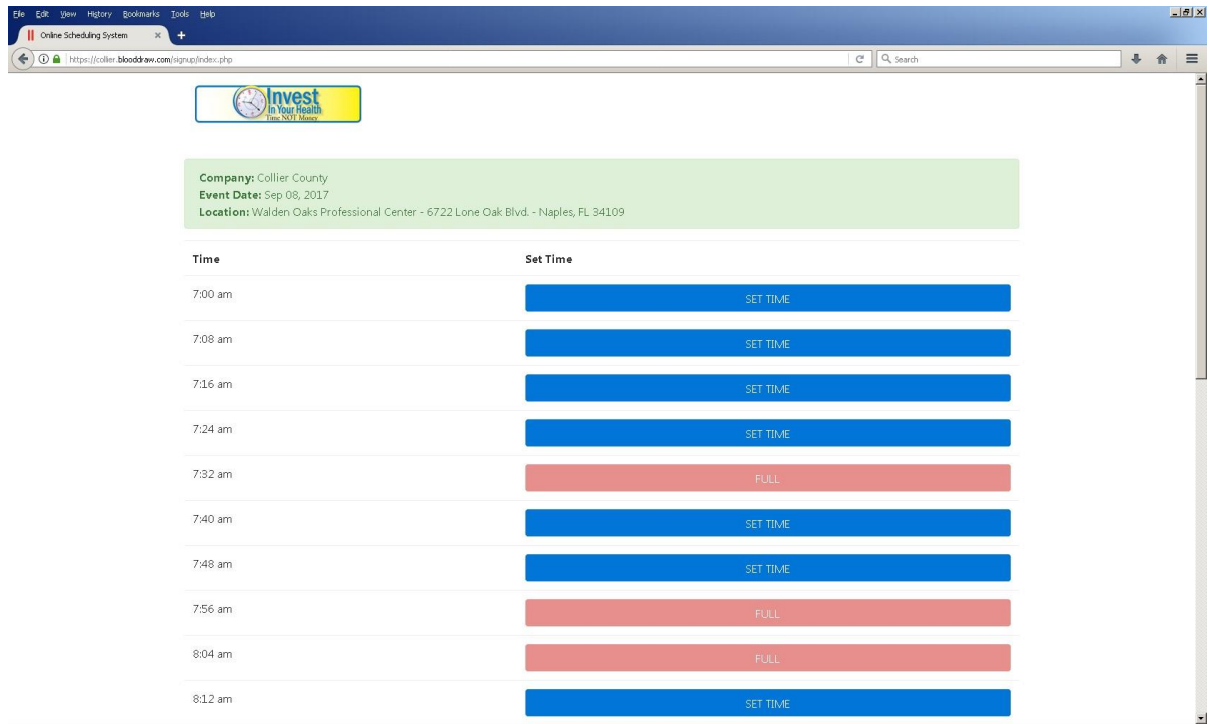 File Edit View History Bookmarks Tools Help
Online Scheduling System
https://collier.blooddraw.com/signup/index.php
Search
Invest
In Your Health
Time NOT Money
Company: Collier County
Event Date: Sep 08, 2017
Location: Walden Oaks Professional Center - 6722 Lone Oak Blvd. - Naples, FL 34109
Time Set Time
7:00 am SET TIME
7:08 am SET TIME
7:16 am SET TIME
7:24 am SET TIME
7:32 am FULL
7:40 am SET TIME
7:48 am SET TIME
7:56 am FULL
8:04 am FULL
8:12 am SET TIME